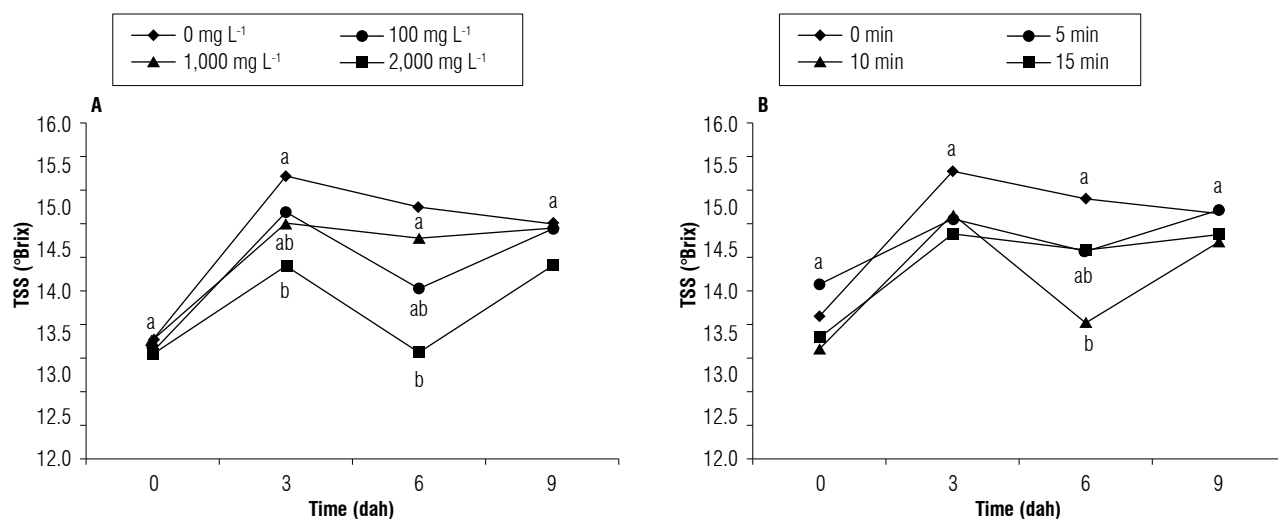 0 mg L⁻¹ 100 mg L⁻¹
1,000 mg L⁻¹ 2,000 mg L⁻¹
A
16.0
15.5
15.0
14.5
14.0
13.5
13.0
12.5
12.0
TSS (°Brix)
a
a
ab
b
a
ab
b
a
0 3 6 9
Time (dah)
0 min 5 min
10 min 15 min
B
16.0
15.5
15.0
14.5
14.0
13.5
13.0
12.5
12.0
TSS (°Brix)
a
a
a
ab
b
a
0 3 6 9
Time (dah)